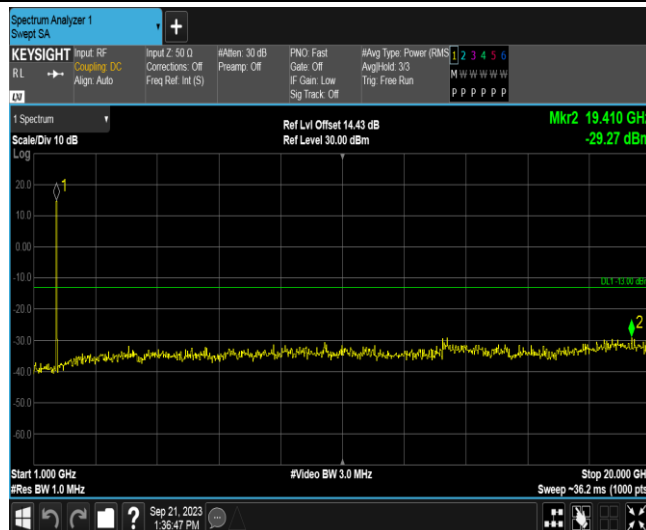 Spectrum Analyzer 1
Swept SA
+
KEYSIGHT
RL
LXI
Input: RF
Coupling: DC
Align: Auto
Input Z: 50 Ω
Corrections: Off
Freq Ref: Int (S)
#Atten: 30 dB
Preamp: Off
PNO: Fast
Gate: Off
IF Gain: Low
Sig Track: Off
#Avg Type: Power (RMS
Avg|Hold: 3/3
Trig: Free Run
1 2 3 4 5 6
M W W W W W
P P P P P P
1 Spectrum
Scale/Div 10 dB
Log
Ref Lvl Offset 14.43 dB
Ref Level 30.00 dBm
Mkr2 19.410 GHz
-29.27 dBm
1
20.0
10.0
0.00
-10.0
DL1 -13.00 dBm
-20.0
2
-30.0
-40.0
-50.0
-60.0
Start 1.000 GHz
#Video BW 3.0 MHz
Stop 20.000 GHz
#Res BW 1.0 MHz
Sweep ~36.2 ms (1000 pts
?
Sep 21, 2023
1:36:47 PM